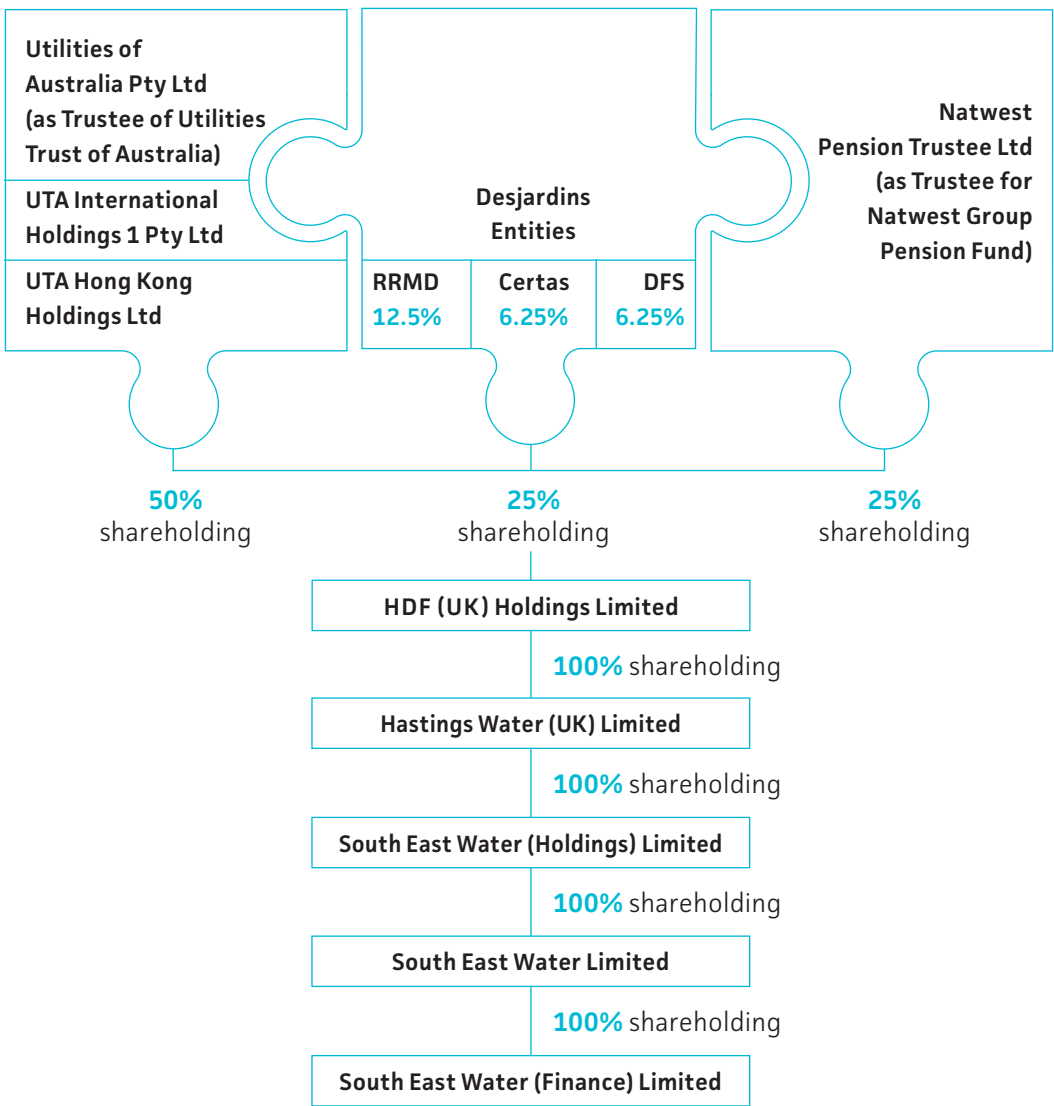 Utilities of
Australia Pty Ltd
(as Trustee of Utilities
Trust of Australia)
UTA International
Holdings 1 Pty Ltd
UTA Hong Kong
Holdings Ltd
Desjardins
Entities
RRMD
12.5%
Certas
6.25%
DFS
6.25%
Natwest
Pension Trustee Ltd
(as Trustee for
Natwest Group
Pension Fund)
50%
shareholding
25%
shareholding
25%
shareholding
HDF (UK) Holdings Limited
100% shareholding
Hastings Water (UK) Limited
100% shareholding
South East Water (Holdings) Limited
100% shareholding
South East Water Limited
100% shareholding
South East Water (Finance) Limited